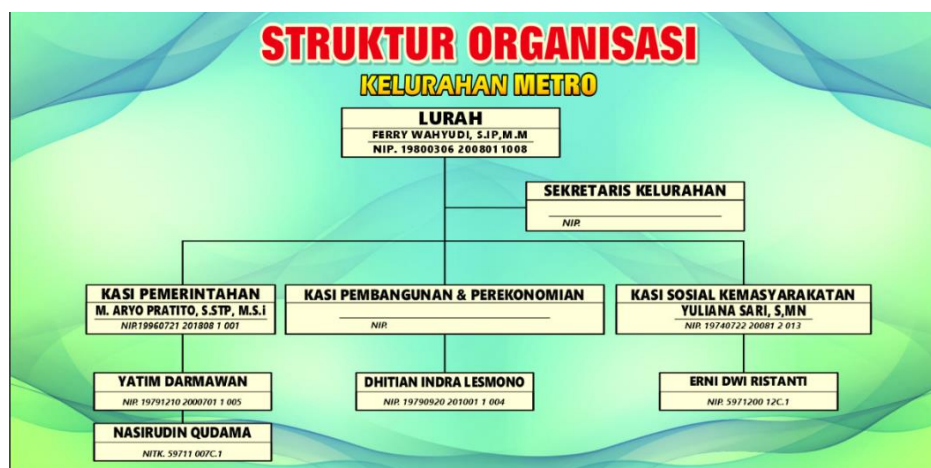 STRUKTUR ORGANISASI
KELURAHAN METRO
LURAH
FERRY WAHYUDI, S.IP,M.M
NIP. 19800306 200801 1008
SEKRETARIS KELURAHAN
NIP.
KASI PEMERINTAHAN
M. ARYO PRATITO, S.STP, M.S.i
NIP.19960721 201808 1 001
KASI PEMBANGUNAN & PEREKONOMIAN
NIP.
KASI SOSIAL KEMASYARAKATAN
YULIANA SARI, S,MN
NIP. 19740722 20081 2 013
YATIM DARMAWAN
NIP. 19791210 2000701 1 005
DHITIAN INDRA LESMONO
NIP. 19790920 201001 1 004
ERNI DWI RISTANTI
NIP. 5971200 12C.1
NASIRUDIN QUDAMA
NITK. 59711 007C.1